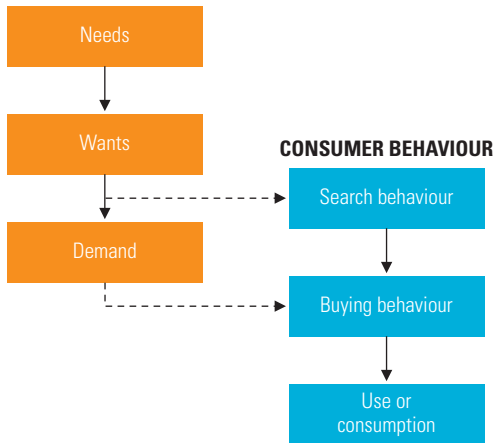 Needs
Wants
Demand
CONSUMER BEHAVIOUR
Search behaviour
Buying behaviour
Use or
consumption